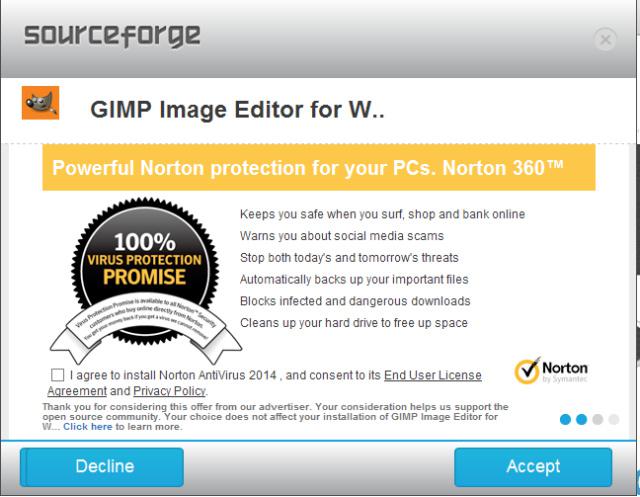 sourceforge
GIMP Image Editor for W..
Powerful Norton protection for your PCs. Norton 360™
100%
VIRUS PROTECTION
PROMISE
Virus Protection Promise is available to all Norton™ Security
customers who buy online directly from Norton.
You get your money back if you get a virus we cannot remove!
Keeps you safe when you surf, shop and bank online
Warns you about social media scams
Stop both today's and tomorrow's threats
Automatically backs up your important files
Blocks infected and dangerous downloads
Cleans up your hard drive to free up space
I agree to install Norton AntiVirus 2014 , and consent to its End User License
Agreement and Privacy Policy.
Norton
by Symantec
Thank you for considering this offer from our advertiser. Your consideration helps us support the
open source community. Your choice does not affect your installation of GIMP Image Editor for
W... Click here to learn more.
Decline
Accept